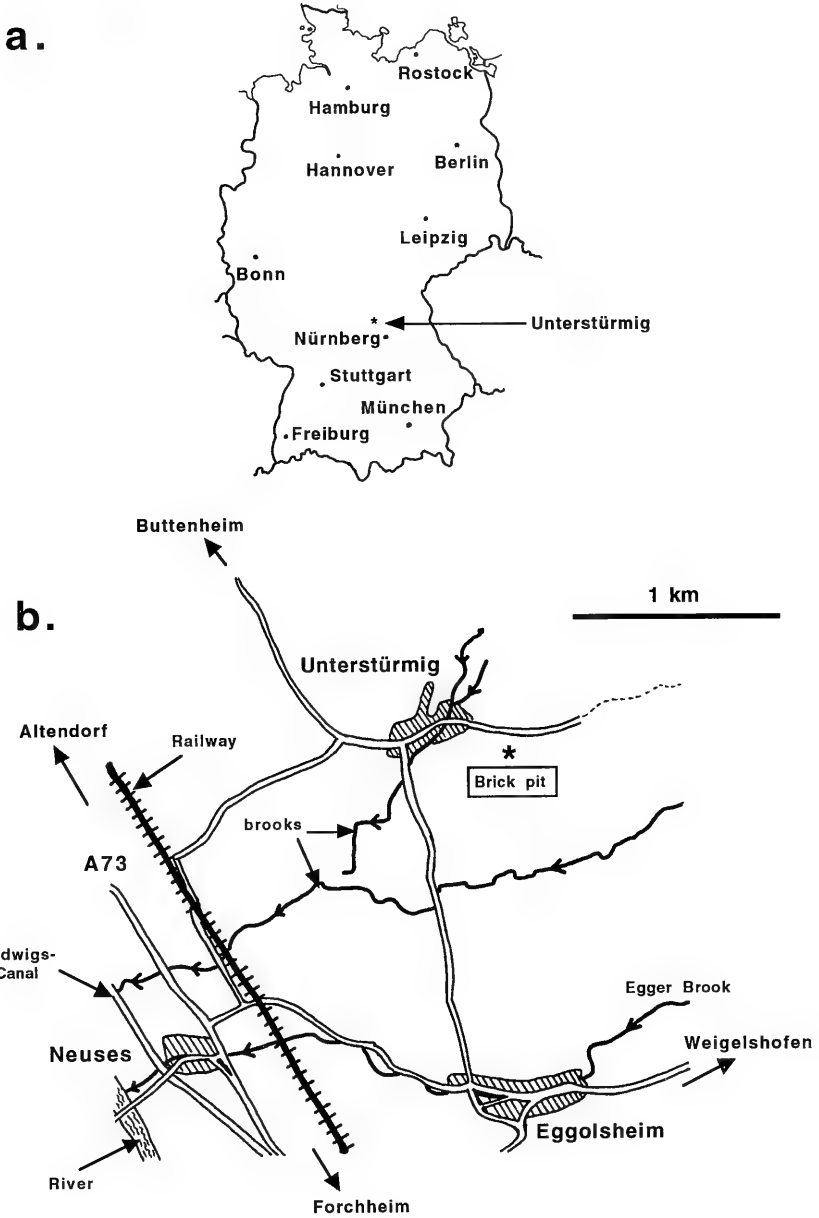 a.
Rostock
Hamburg
Hannover
Berlin
Leipzig
Bonn
*
Unterstürmig
Nürnberg
Stuttgart
München
Freiburg
Buttenheim
b.
1 km
Unterstürmig
Altendorf
Railway
*
Brick pit
brooks
A73
dwigs-
Canal
Egger Brook
Neuses
Weigelshofen
Eggolsheim
River
Forchheim